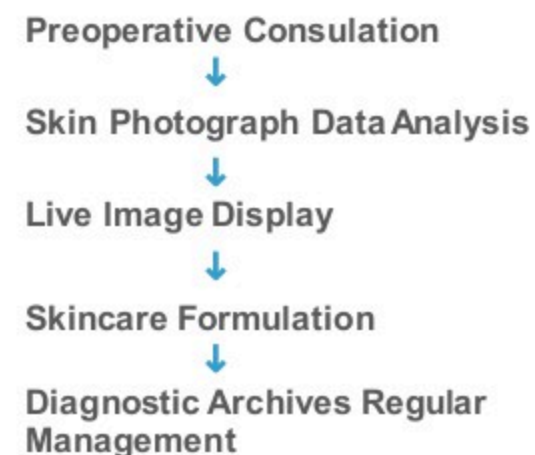 Preoperative Consulation
Skin Photograph Data Analysis
Live Image Display
Skincare Formulation
Diagnostic Archives Regular
Management